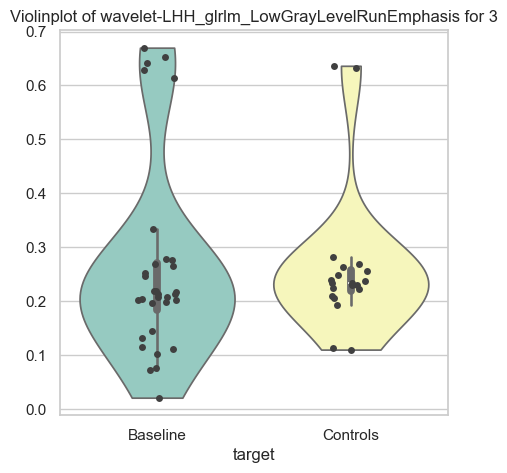 Violinplot of wavelet-LHH_glrlm_LowGrayLevelRunEmphasis for 3
0.7
0.6
0.5
0.4
0.3
0.2
0.1
0.0
Baseline Controls
target